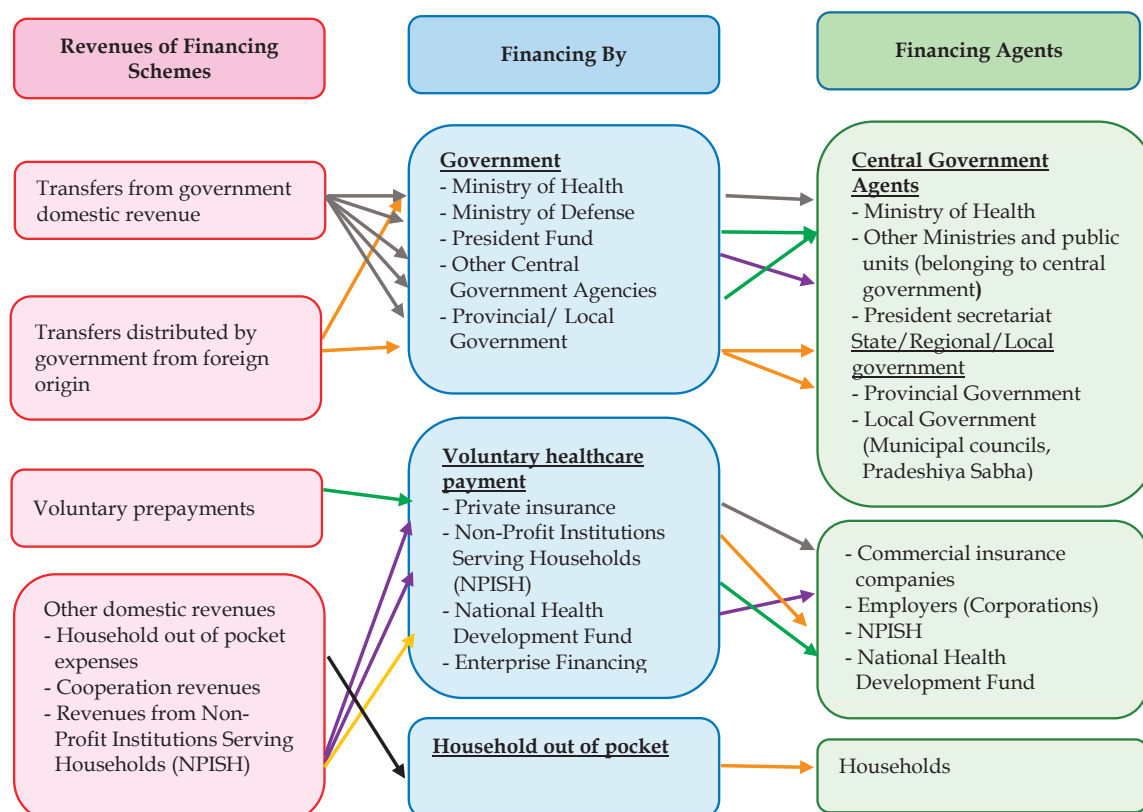 Revenues of Financing
Schemes
Financing By
Financing Agents
Transfers from government
domestic revenue
Transfers distributed by
government from foreign
origin
Voluntary prepayments
Other domestic revenues
- Household out of pocket
expenses
- Cooperation revenues
- Revenues from Non-
Profit Institutions Serving
Households (NPISH)
Government
- Ministry of Health
- Ministry of Defense
- President Fund
- Other Central
Government Agencies
- Provincial/ Local
Government
Voluntary healthcare
payment
- Private insurance
- Non-Profit Institutions
Serving Households
(NPISH)
- National Health
Development Fund
- Enterprise Financing
Household out of pocket
Central Government
Agents
- Ministry of Health
- Other Ministries and public
units (belonging to central
government)
- President secretariat
State/Regional/Local
government
- Provincial Government
- Local Government
(Municipal councils,
Pradeshiya Sabha)
- Commercial insurance
companies
- Employers (Corporations)
- NPISH
- National Health
Development Fund
Households